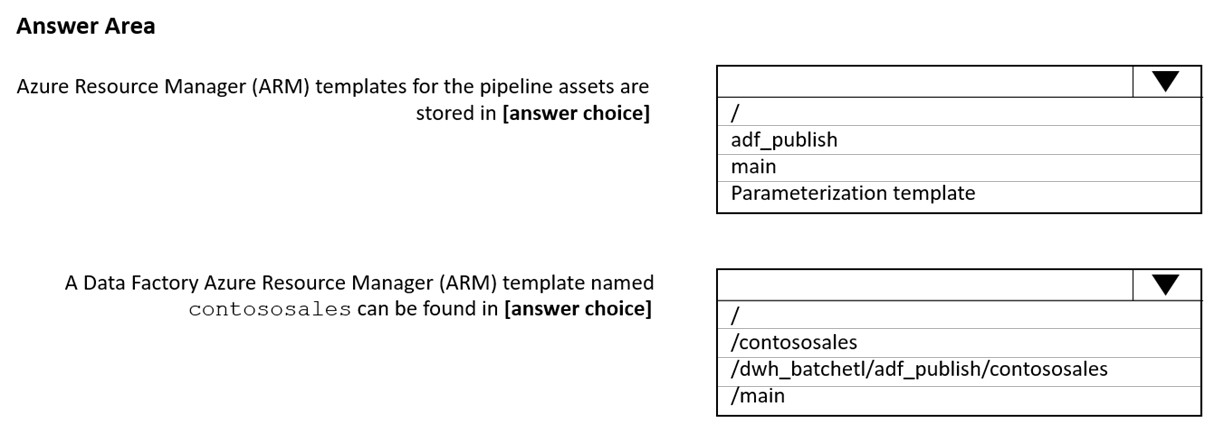 Answer Area
Azure Resource Manager (ARM) templates for the pipeline assets are
stored in [answer choice]
/
adf_publish
main
Parameterization template
A Data Factory Azure Resource Manager (ARM) template named
contososales can be found in [answer choice]
/
/contososales
/dwh_batchetl/adf_publish/contososales
/main